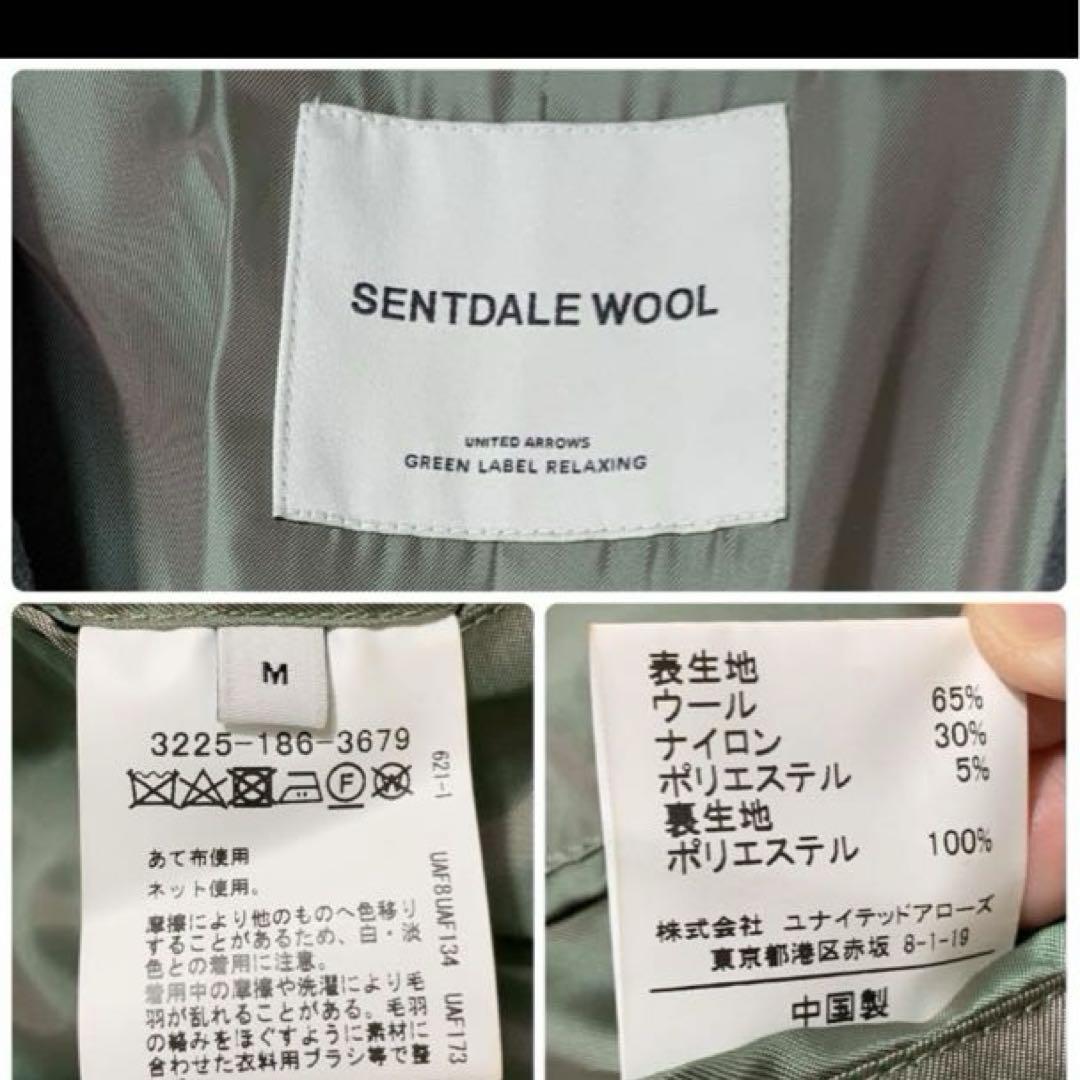 SENTDALE WOOL
UNITED ARROWS
GREEN LABEL RELAXING
M
3225-186-3679
F
W
あて布使用
ネット使用。
摩擦により他のものへ色移り
することがあるため、白・淡
色との着用に注意。
着用中の摩擦や洗濯により毛
羽が乱れることがある。毛羽
の絡みをほぐすように素材に
合わせた衣料用ブラシ等で整
621-1
UAF8UAF134 UAF173
表生地
ウール 65%
ナイロン 30%
ポリエステル 5%
裏生地
ポリエステル 100%
株式会社 ユナイテッドアローズ
東京都港区赤坂 8-1-19
中国製